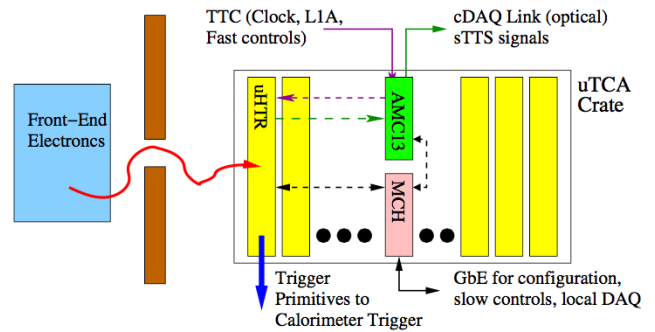 TTC (Clock, L1A,
Fast controls)
cDAQ Link (optical)
sTTS signals
uTCA
Crate
Front-End
Electroncs
uHTR
AMC13
MCH
Trigger
Primitives to
Calorimeter Trigger
GbE for configuration,
slow controls, local DAQ